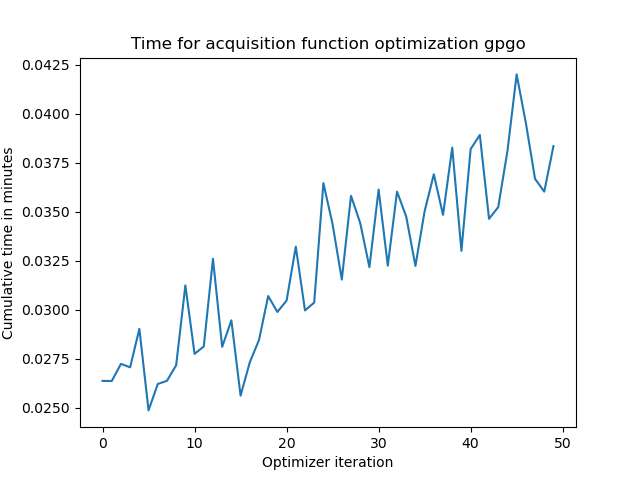 Time for acquisition function optimization gpgo
0.0425
0.0400
0.0375
0.0350
0.0325
0.0300
0.0275
0.0250
Cumulative time in minutes
0 10 20 30 40 50
Optimizer iteration